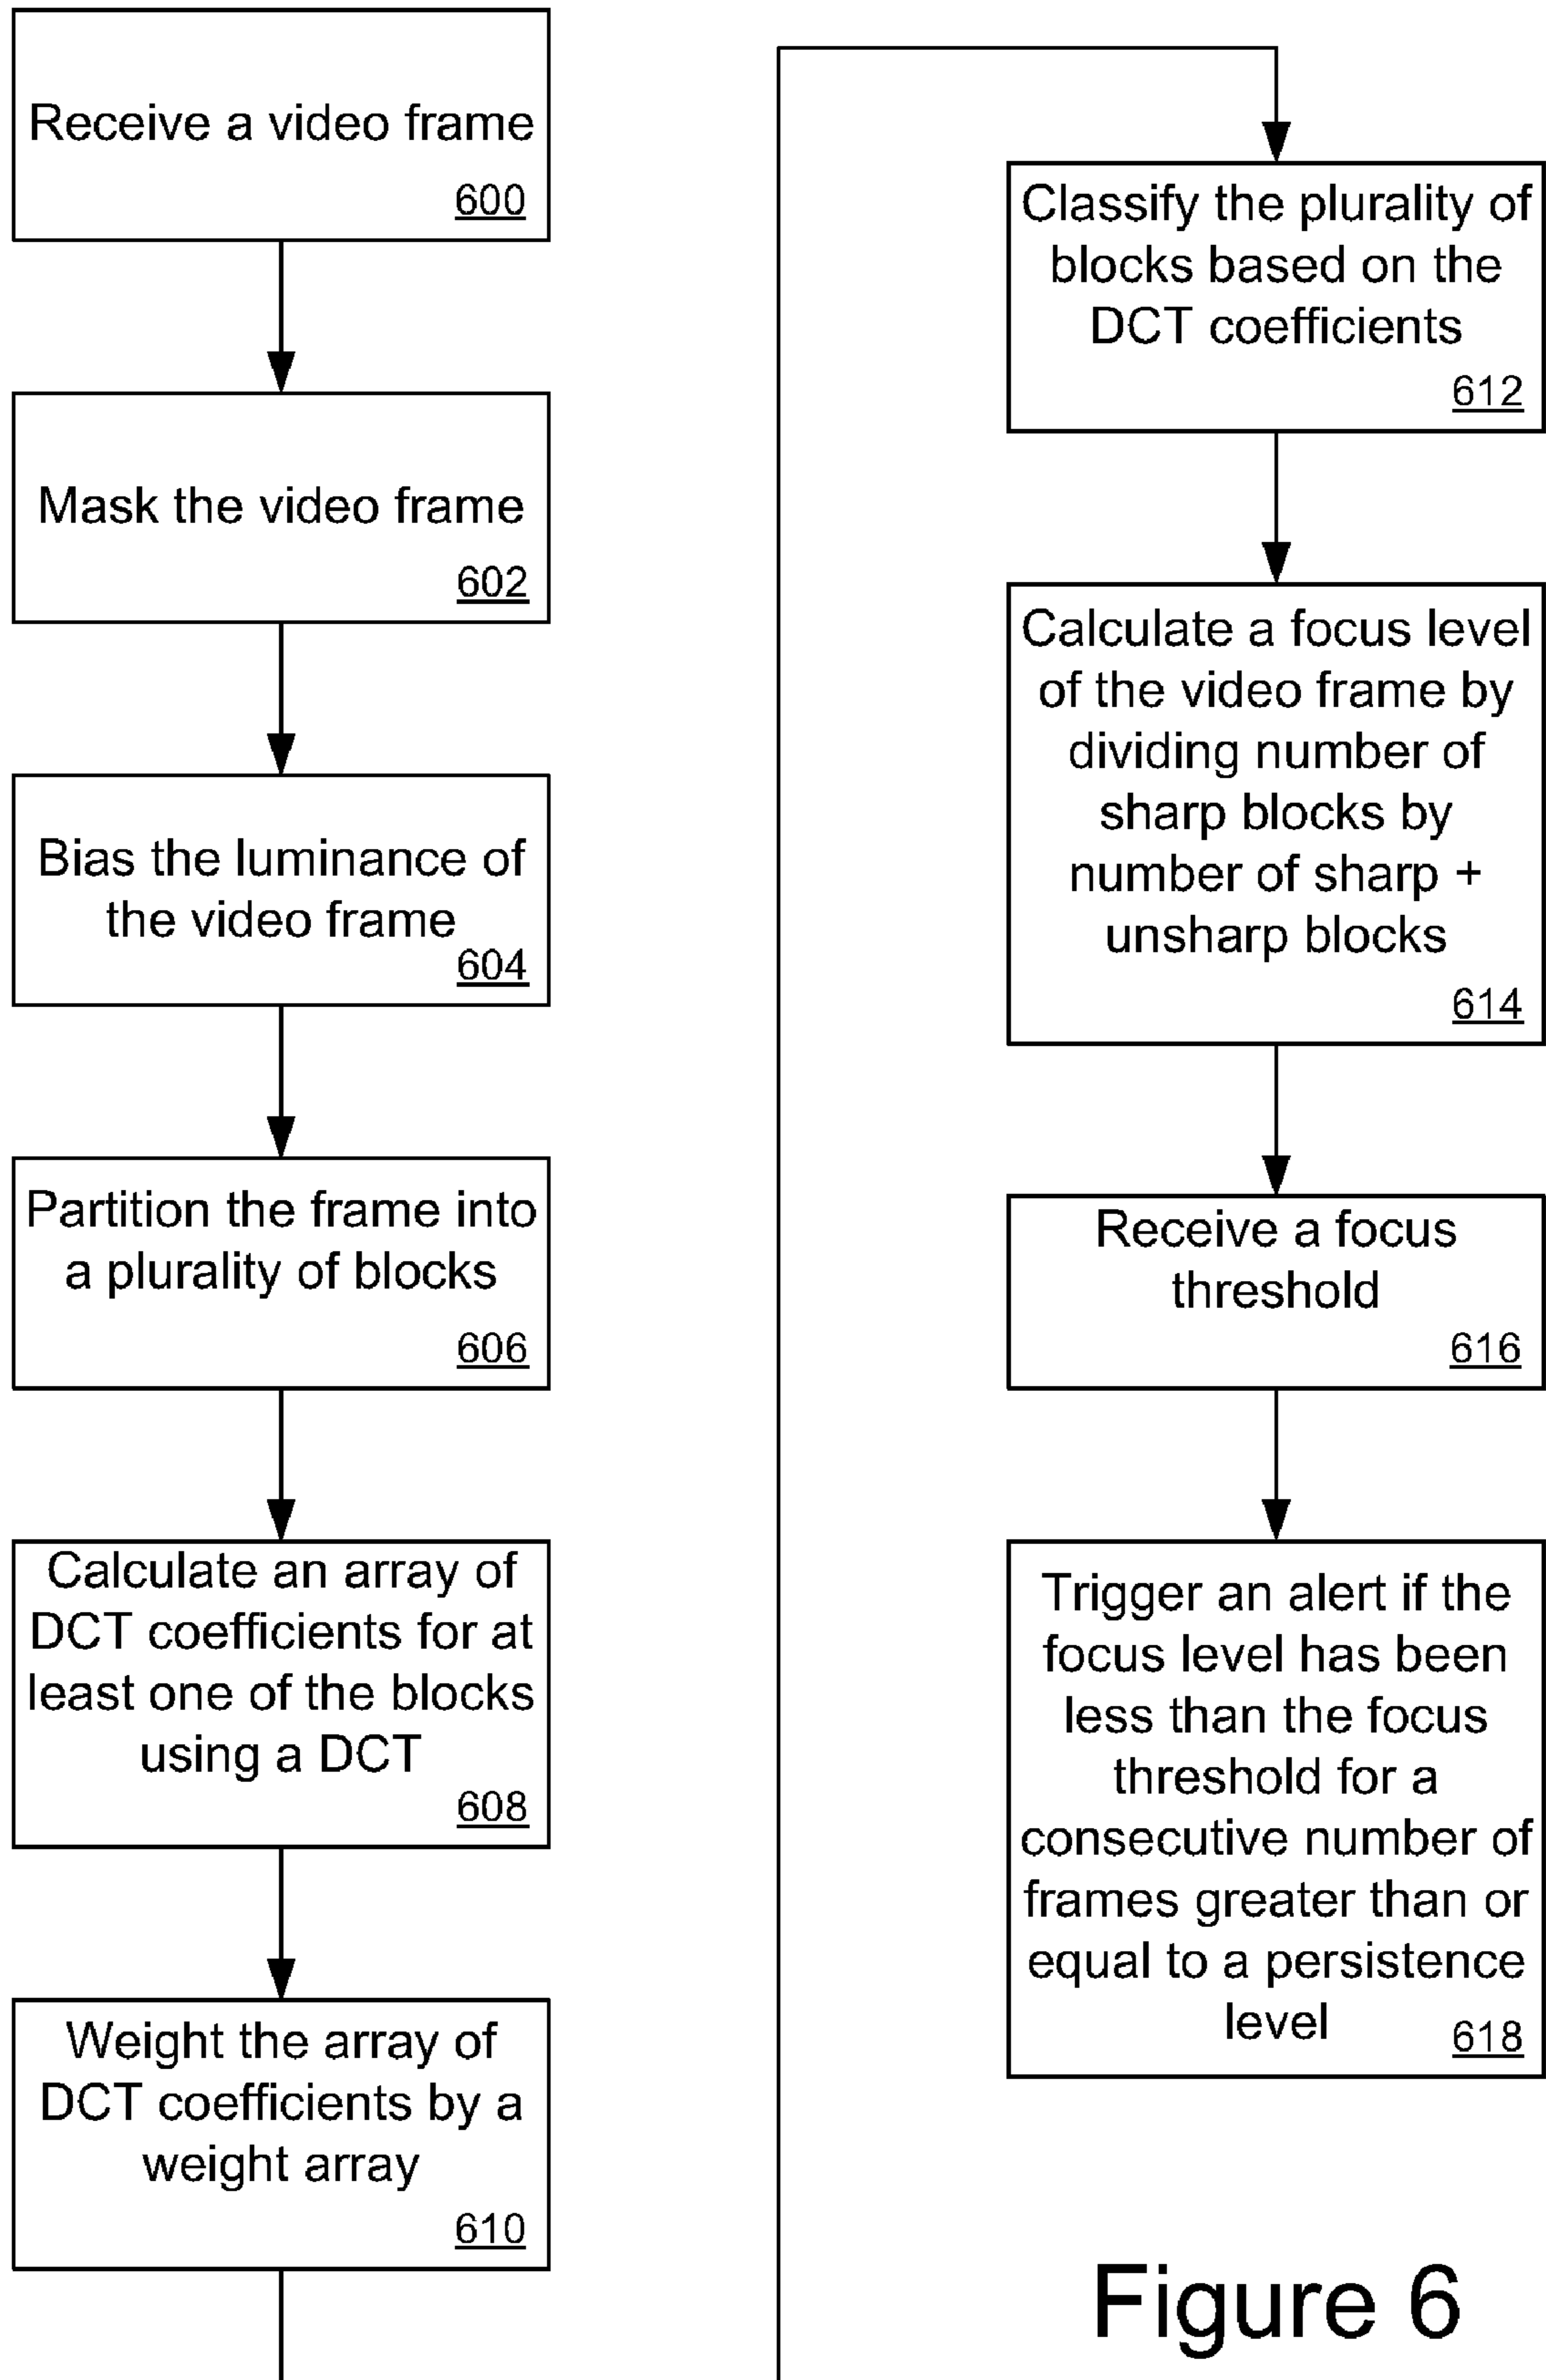 Receive a video frame
600
Mask the video frame
602
Bias the luminance of
the video frame
604
Partition the frame into
a plurality of blocks
606
Calculate an array of
DCT coefficients for at
least one of the blocks
using a DCT
608
Weight the array of
DCT coefficients by a
weight array
610
Classify the plurality of
blocks based on the
DCT coefficients
612
Calculate a focus level
of the video frame by
dividing number of
sharp blocks by
number of sharp +
unsharp blocks
614
Receive a focus
threshold
616
Trigger an alert if the
focus level has been
less than the focus
threshold for a
consecutive number of
frames greater than or
equal to a persistence
level
618
Figure 6